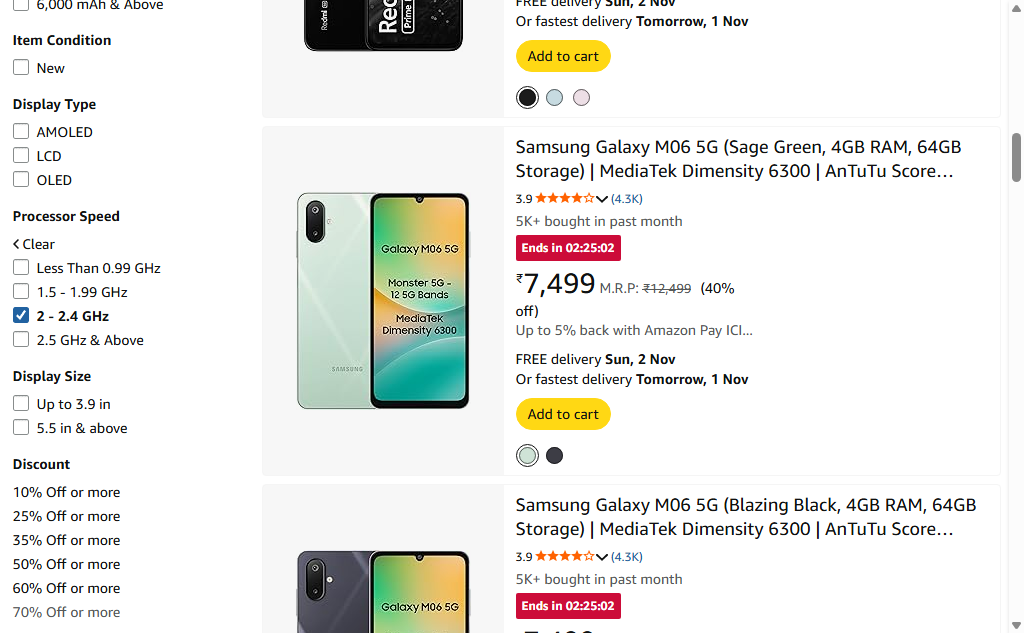 6,000 mAh & Above
Item Condition
New
Display Type
AMOLED
LCD
OLED
Processor Speed
Clear
Less Than 0.99 GHz
1.5 - 1.99 GHz
2 - 2.4 GHz
2.5 GHz & Above
Display Size
Up to 3.9 in
5.5 in & above
Discount
10% Off or more
25% Off or more
35% Off or more
50% Off or more
60% Off or more
70% Off or more
Redmi
Prime
FREE delivery Sun, 2 Nov
Or fastest delivery Tomorrow, 1 Nov
Add to cart
Galaxy M06 5G
Monster 5G -
12 5G Bands
MediaTek
Dimensity 6300
SAMSUNG
Samsung Galaxy M06 5G (Sage Green, 4GB RAM, 64GB
Storage) | MediaTek Dimensity 6300 | AnTuTu Score...
3.9 (4.3K)
5K+ bought in past month
Ends in 02:25:02
₹7,499 M.R.P: ₹12,499 (40%
off)
Up to 5% back with Amazon Pay ICI...
FREE delivery Sun, 2 Nov
Or fastest delivery Tomorrow, 1 Nov
Add to cart
Galaxy M06 5G
Samsung Galaxy M06 5G (Blazing Black, 4GB RAM, 64GB
Storage) | MediaTek Dimensity 6300 | AnTuTu Score...
3.9 (4.3K)
5K+ bought in past month
Ends in 02:25:02